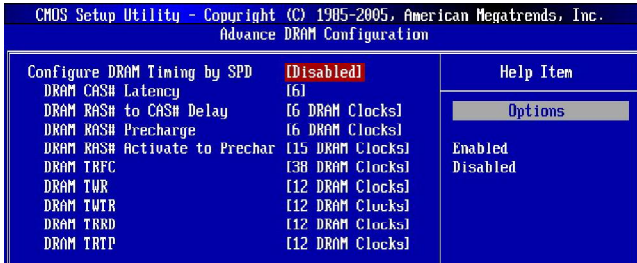 CMOS Setup Utility - Copyright (C) 1985-2005, American Megatrends, Inc.
Advance DRAM Configuration
Configure DRAM Timing by SPD [Disabled]
DRAM CAS# Latency [6]
DRAM RAS# to CAS# Delay [6 DRAM Clocks]
DRAM RAS# Precharge [6 DRAM Clocks]
DRAM RAS# Activate to Prechar [15 DRAM Clocks]
DRAM TRFC [38 DRAM Clocks]
DRAM TWR [12 DRAM Clocks]
DRAM TWTR [12 DRAM Clocks]
DRAM TRRD [12 DRAM Clocks]
DRAM TRTP [12 DRAM Clocks]
Help Item
Options
Enabled
Disabled